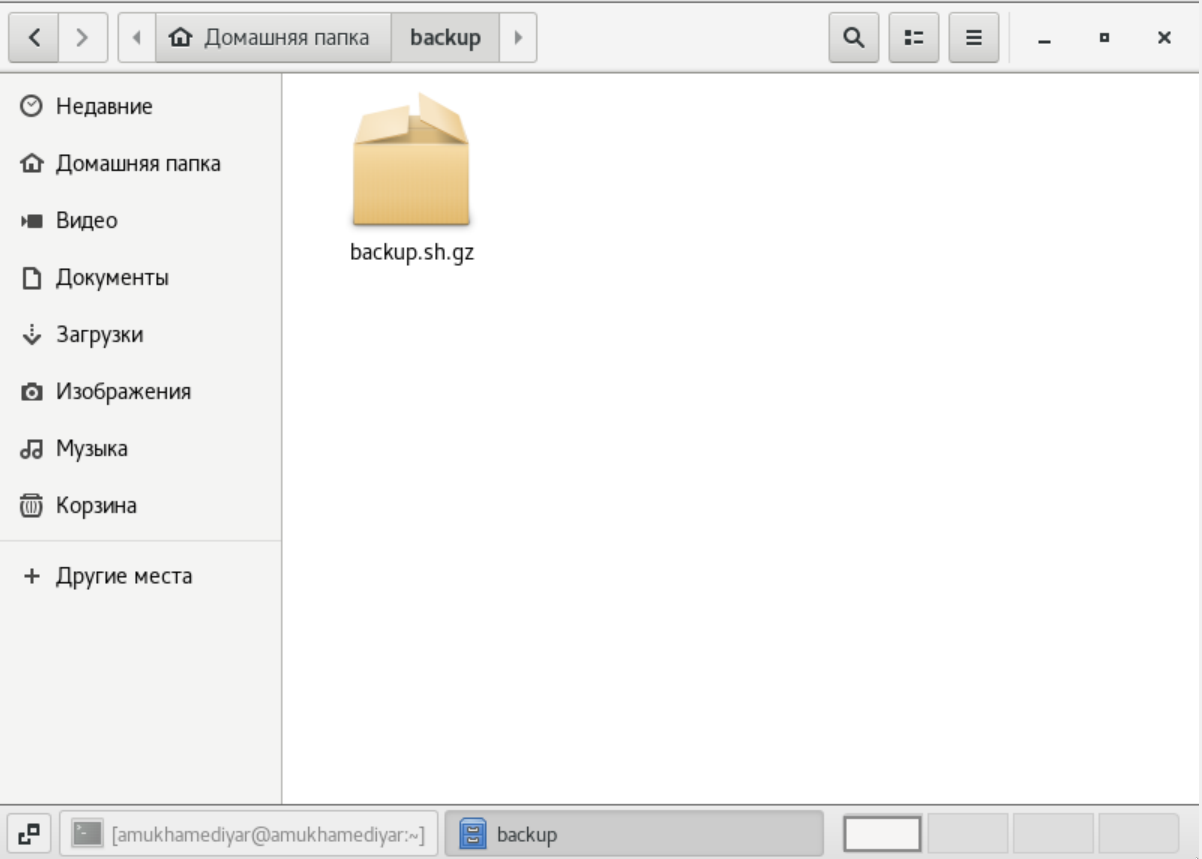 Домашняя папка
backup
Недавние
Домашняя папка
Видео
Документы
Загрузки
Изображения
Музыка
Корзина
+ Другие места
backup.sh.gz
[amukhamediyar@amukhamediyar:~]
backup